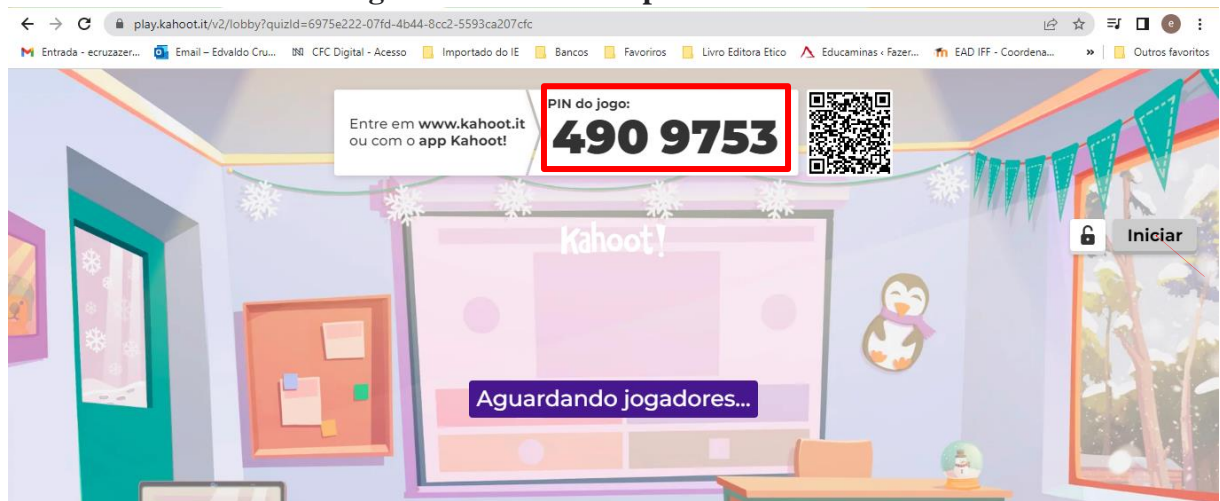 play.kahoot.it/v2/lobby?quizId=6975e222-07fd-4b44-8cc2-5593ca207cfc
e
Entrada - ecruzazer... Email – Edvaldo Cru... CFC Digital - Acesso Importado do IE Bancos Favoriros Livro Editora Etico Educaminas ‹ Fazer... EAD IFF - Coordena... » Outros favoritos
PIN do jogo:
Entre em www.kahoot.it
ou com o app Kahoot!
490 9753
Kahoot!
Iniciar
Aguardando jogadores...